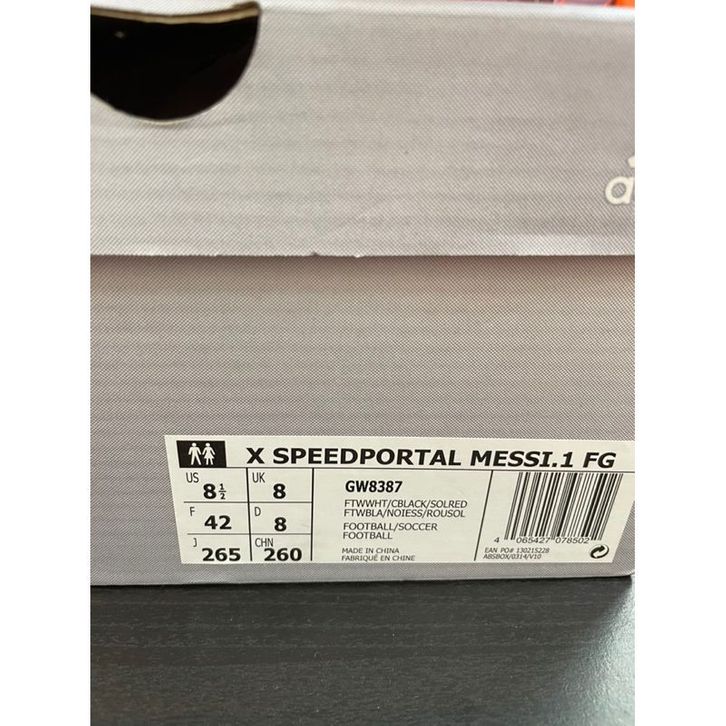 X SPEEDPORTAL MESSI.1 FG
US 8½ UK 8
F 42 D 8
J 265 CHN 260
GW8387
FTWWHT/CBLACK/SOLRED
FTWBLA/NOIESS/ROUSOL
FOOTBALL/SOCCER
FOOTBALL
MADE IN CHINA
FABRIQUÉ EN CHINE
4 065427 078502
EAN PO# 130215228
ABSBOX/0314/V10